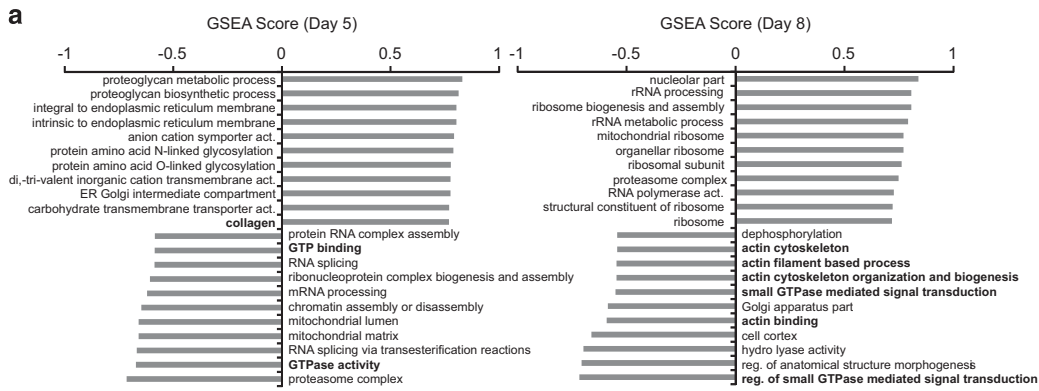 a
GSEA Score (Day 5)
-1 -0.5 0 0.5 1
proteoglycan metabolic process
proteoglycan biosynthetic process
integral to endoplasmic reticulum membrane
intrinsic to endoplasmic reticulum membrane
anion cation symporter act.
protein amino acid N-linked glycosylation
protein amino acid O-linked glycosylation
di,-tri-valent inorganic cation transmembrane act.
ER Golgi intermediate compartment
carbohydrate transmembrane transporter act.
collagen
protein RNA complex assembly
GTP binding
RNA splicing
ribonucleoprotein complex biogenesis and assembly
mRNA processing
chromatin assembly or disassembly
mitochondrial lumen
mitochondrial matrix
RNA splicing via transesterification reactions
GTPase activity
proteasome complex
GSEA Score (Day 8)
-1 -0.5 0 0.5 1
nucleolar part
rRNA processing
ribosome biogenesis and assembly
rRNA metabolic process
mitochondrial ribosome
organellar ribosome
ribosomal subunit
proteasome complex
RNA polymerase act.
structural constituent of ribosome
ribosome
dephosphorylation
actin cytoskeleton
actin filament based process
actin cytoskeleton organization and biogenesis
small GTPase mediated signal transduction
Golgi apparatus part
actin binding
cell cortex
hydro lyase activity
reg. of anatomical structure morphogenesis
reg. of small GTPase mediated signal transduction